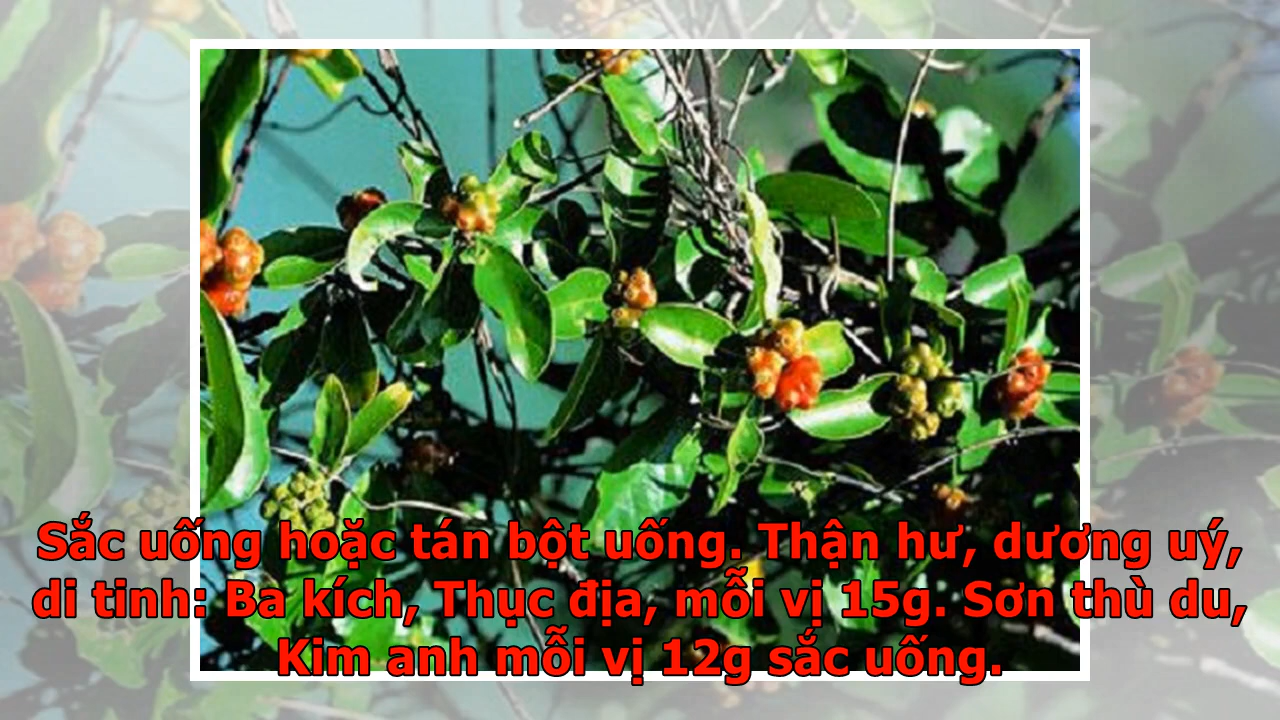 Sắc uống hoặc tán bột uống. Thận hư, dương uý,
di tinh: Ba kích, Thục địa, mỗi vị 15g. Sơn thù du,
Kim anh mỗi vị 12g sắc uống.